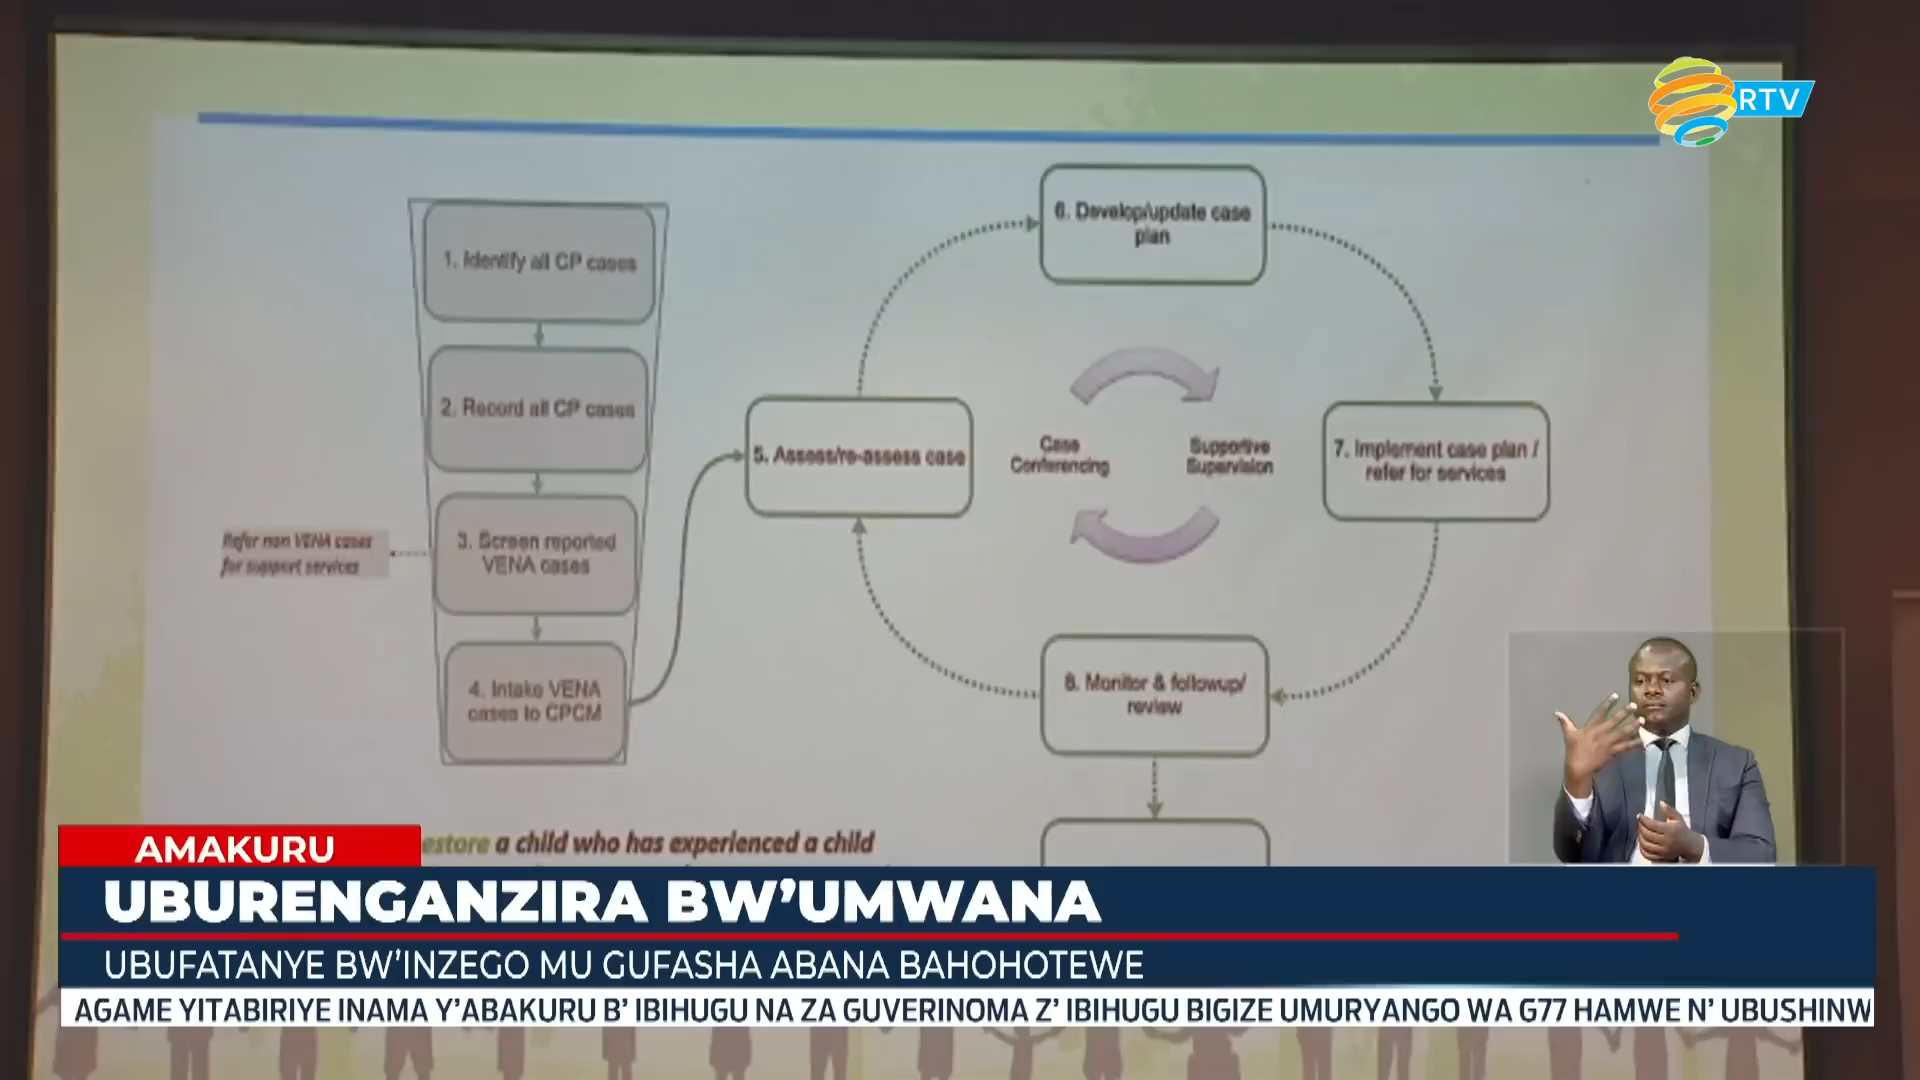 RTV
1. Identify all CP cases
2. Record all CP cases
3. Screen reported
VENA cases
Refer non VENA cases
for support services
4. Intake VENA
cases to CPCM
5. Assess/re-assess case
6. Develop/update case
plan
Case
Conferencing
Supportive
Supervision
7. Implement case plan /
refer for services
8. Monitor & followup/
review
estore a child who has experienced a child
AMAKURU
UBURENGANZIRA BW'UMWANA
UBUFATANYE BW'INZEGO MU GUFASHA ABANA BAHOHOTEWE
AGAME YITABIRIYE INAMA Y'ABAKURU B' IBIHUGU NA ZA GUVERINOMA Z' IBIHUGU BIGIZE UMURYANGO WA G77 HAMWE N' UBUSHINW